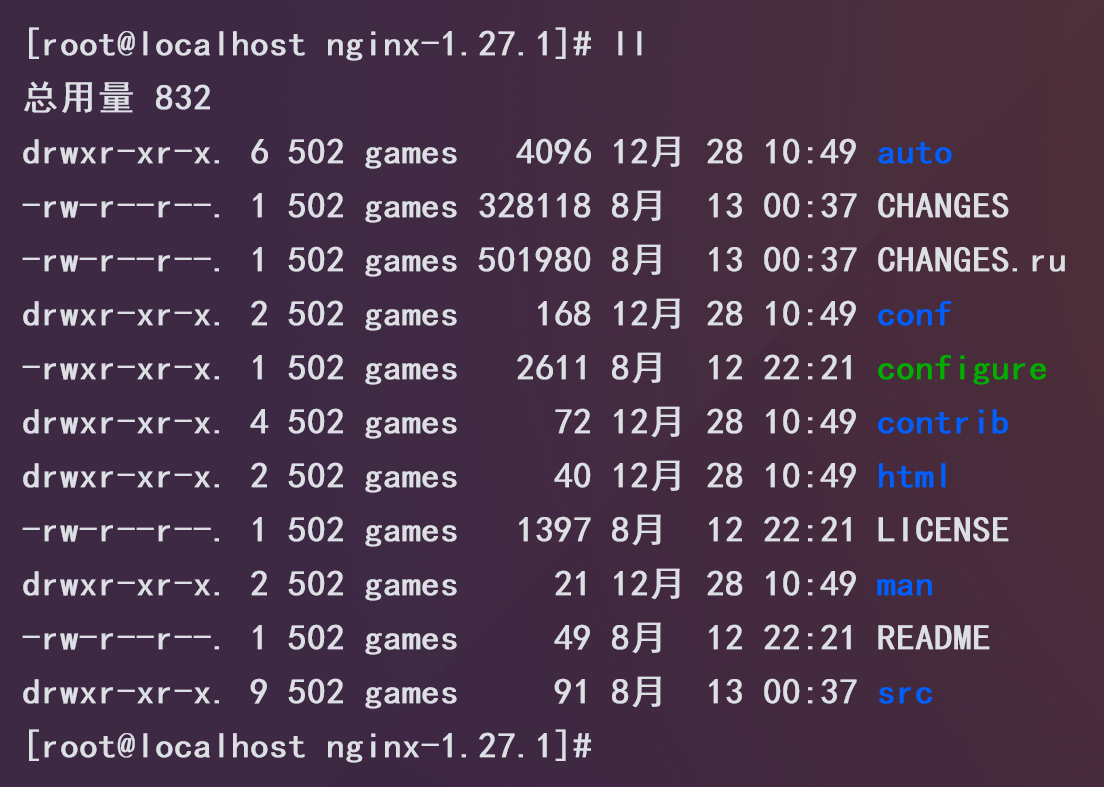 [root@localhost nginx-1.27.1]# ll
总用量 832
drwxr-xr-x. 6 502 games   4096 12月 28 10:49 auto
-rw-r--r--. 1 502 games 328118 8月  13 00:37 CHANGES
-rw-r--r--. 1 502 games 501980 8月  13 00:37 CHANGES.ru
drwxr-xr-x. 2 502 games    168 12月 28 10:49 conf
-rwxr-xr-x. 1 502 games   2611 8月  12 22:21 configure
drwxr-xr-x. 4 502 games     72 12月 28 10:49 contrib
drwxr-xr-x. 2 502 games     40 12月 28 10:49 html
-rw-r--r--. 1 502 games   1397 8月  12 22:21 LICENSE
drwxr-xr-x. 2 502 games     21 12月 28 10:49 man
-rw-r--r--. 1 502 games     49 8月  12 22:21 README
drwxr-xr-x. 9 502 games     91 8月  13 00:37 src
[root@localhost nginx-1.27.1]#